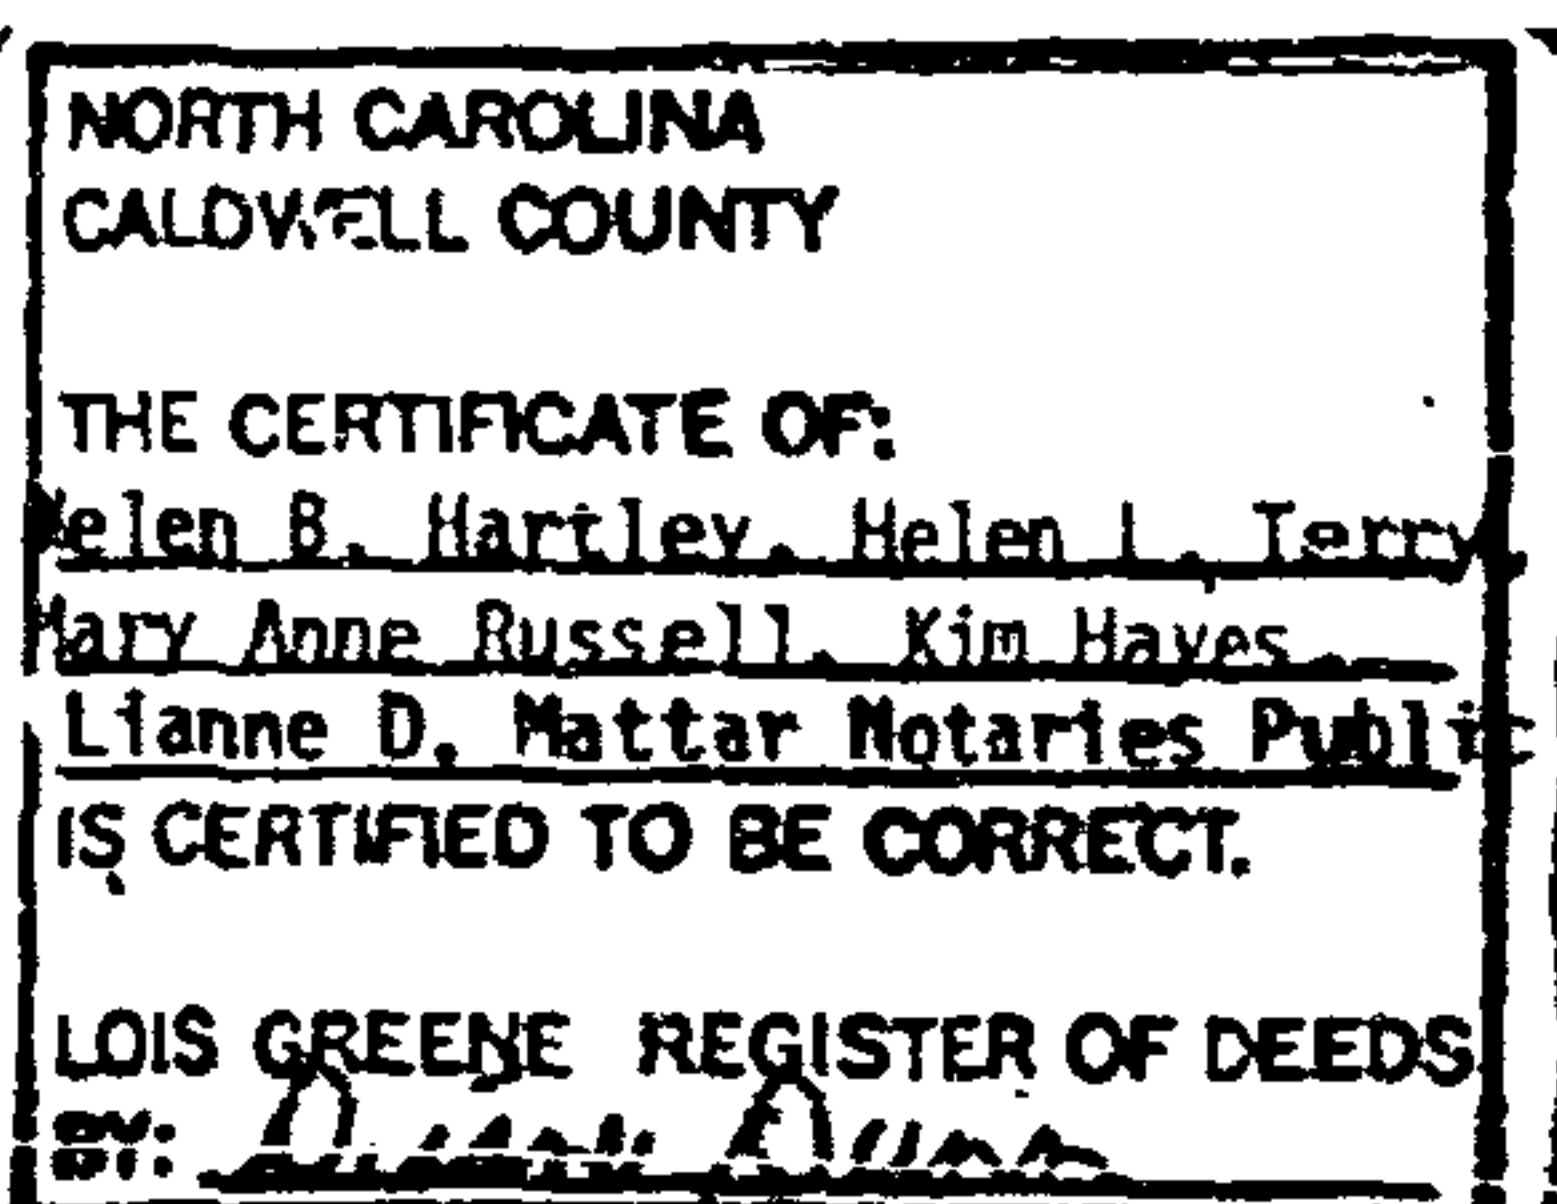 NORTH CAROLINA
CALDWELL COUNTY
THE CERTIFICATE OF:
Helen B. Hartley, Helen L. Terry,
Mary Anne Russell, Kim Hayes,
Lianne D. Mattar Notaries Public
IS CERTIFIED TO BE CORRECT.
LOIS GREENE REGISTER OF DEEDS
BY: